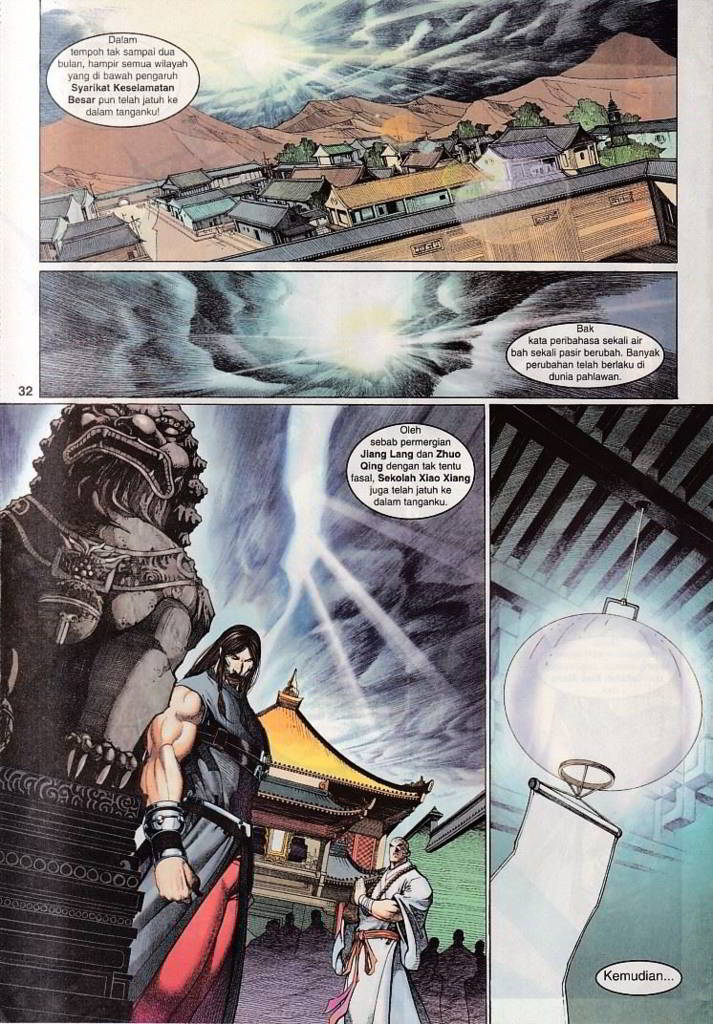 Dalam
tempoh tak sampai dua
bulan, hampir semua wilayah
yang di bawah pengaruh
Syarikat Keselamatan
Besar pun telah jatuh ke
dalam tanganku!
Bak
kata peribahasa sekali air
bah sekali pasir berubah. Banyak
perubahan telah berlaku di
dunia pahlawan.
32
Oleh
sebab permergian
Jiang Lang dan Zhuo
Qing dengan tak tentu
fasal, Sekolah Xiao Xiang
juga telah jatuh ke
dalam tanganku.
Kemudian...